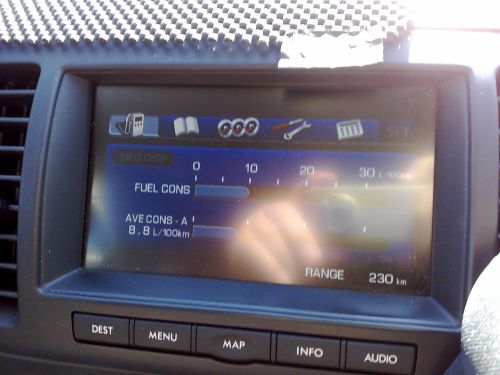 SET
INFO DISP
0 10 20 30 L/100km
FUEL CONS
AVE CONS - A
8.8 L/100km
RANGE 230 km
DEST MENU MAP INFO AUDIO